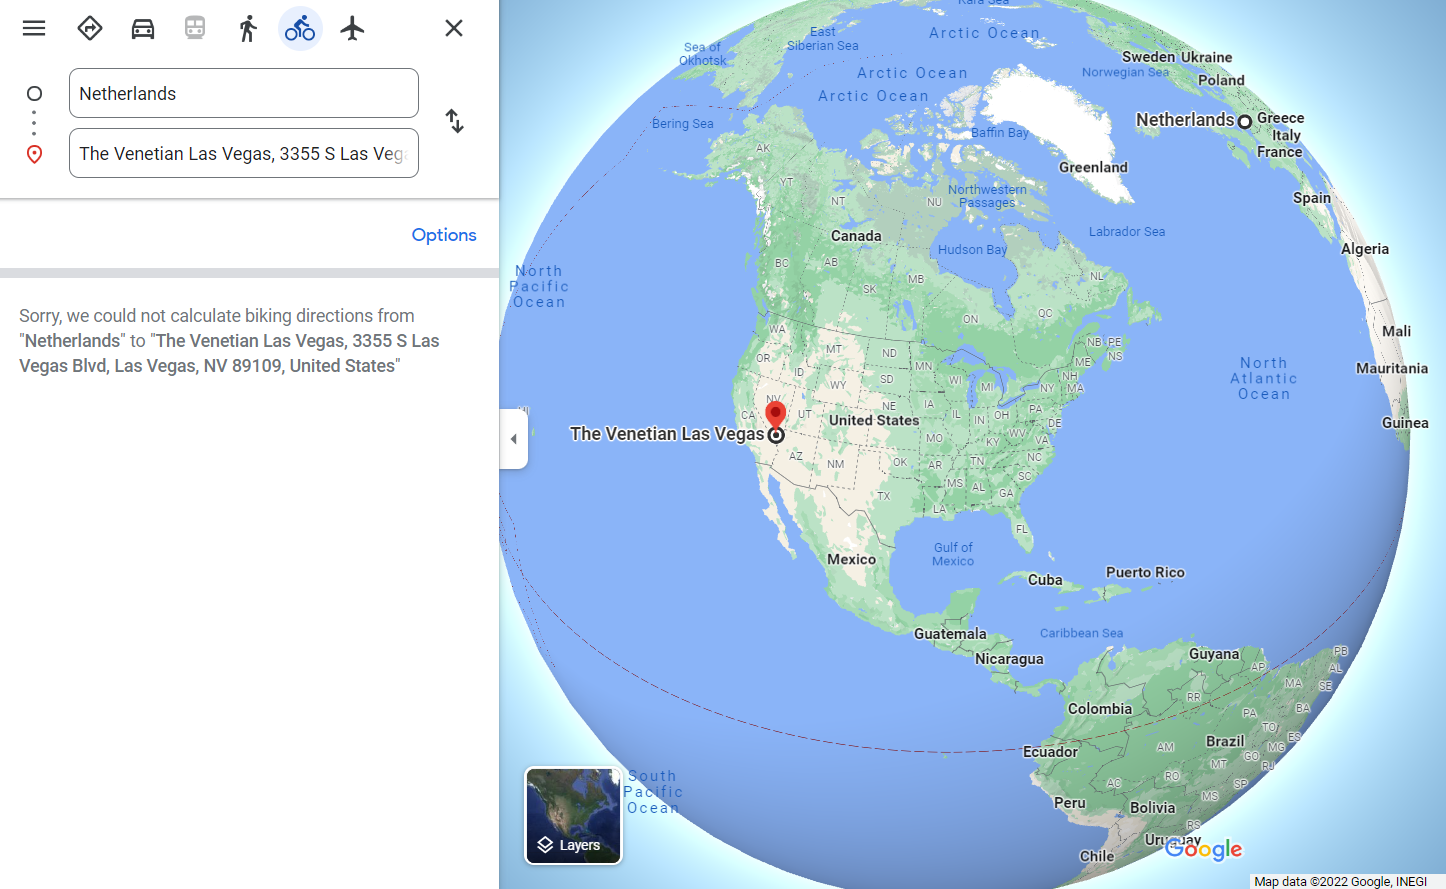 Netherlands
The Venetian Las Vegas, 3355 S Las Vega
Options
Sorry, we could not calculate biking directions from
"Netherlands" to "The Venetian Las Vegas, 3355 S Las
Vegas Blvd, Las Vegas, NV 89109, United States"
Kara Sea
East
Siberian Sea
Arctic Ocean
Sea of
Okhotsk
Sweden
Ukraine
Arctic Ocean
Norwegian Sea
Poland
Arctic Ocean
Bering Sea
Netherlands
Greece
Baffin Bay
Italy
AK
France
Greenland
YT
Northwestern
Passages
NT
NU
Spain
Canada
Labrador Sea
Hudson Bay
Algeria
BC
AB
North
Pacific
Ocean
MB
NL
SK
QC
ON
WA
Mali
NB
PE
MT
ND
NS
OR
ME
North
Atlantic
Ocean
ID
MN
Mauritania
NH
SD
WI
MI
WY
NY
MA
NV
NE
IA
PA
HI
CA
UT
IL
IN
OH
United States
DE
Guinea
The Venetian Las Vegas
MO
KY
WV
VA
AZ
NM
OK
AR
TN
NC
SC
MS
AL
GA
TX
LA
FL
Gulf of
Mexico
Mexico
Cuba
Puerto Rico
Guatemala
Caribbean Sea
Nicaragua
Guyana
PB
AP
AL
MA
SE
RR
Colombia
BA
PA
TO
Ecuador
AM
Brazil
ES
MG
GO
RJ
MT
South
Pacific
Ocean
RO
AC
SP
MS
Peru
Bolivia
RS
Uruguay
Chile
Layers
Google
Map data ©2022 Google, INEGI